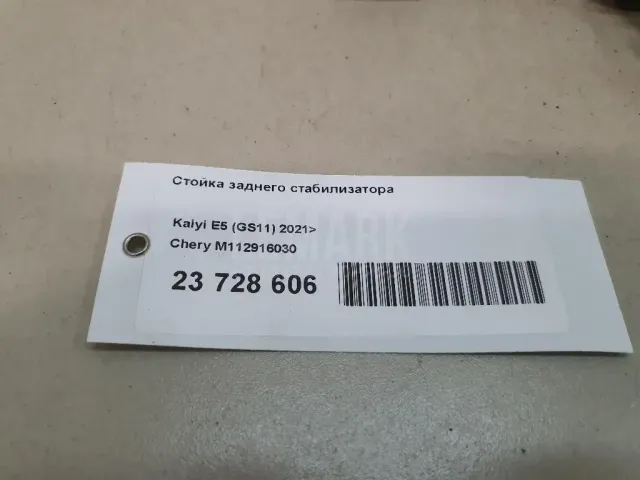 Стойка заднего стабилизатора
Kaiyi E5 (GS11) 2021>
Chery M112916030
23 728 606